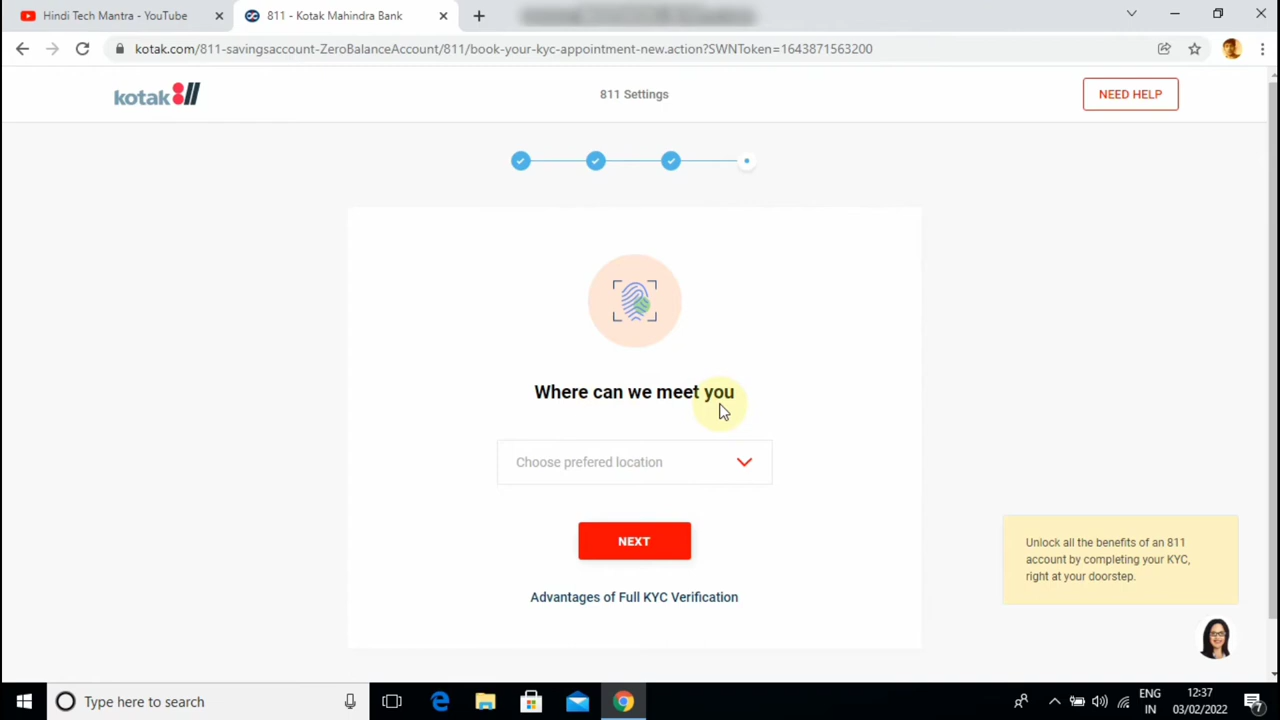 Hindi Tech Mantra - YouTube
811 - Kotak Mahindra Bank
kotak.com/811-savingsaccount-ZeroBalanceAccount/811/book-your-kyc-appointment-new.action?SWNToken=1643871563200
kotak811
811 Settings
NEED HELP
Where can we meet you
Choose prefered location
NEXT
Advantages of Full KYC Verification
Unlock all the benefits of an 811
account by completing your KYC,
right at your doorstep.
Type here to search
ENG
IN
12:37
03/02/2022
7